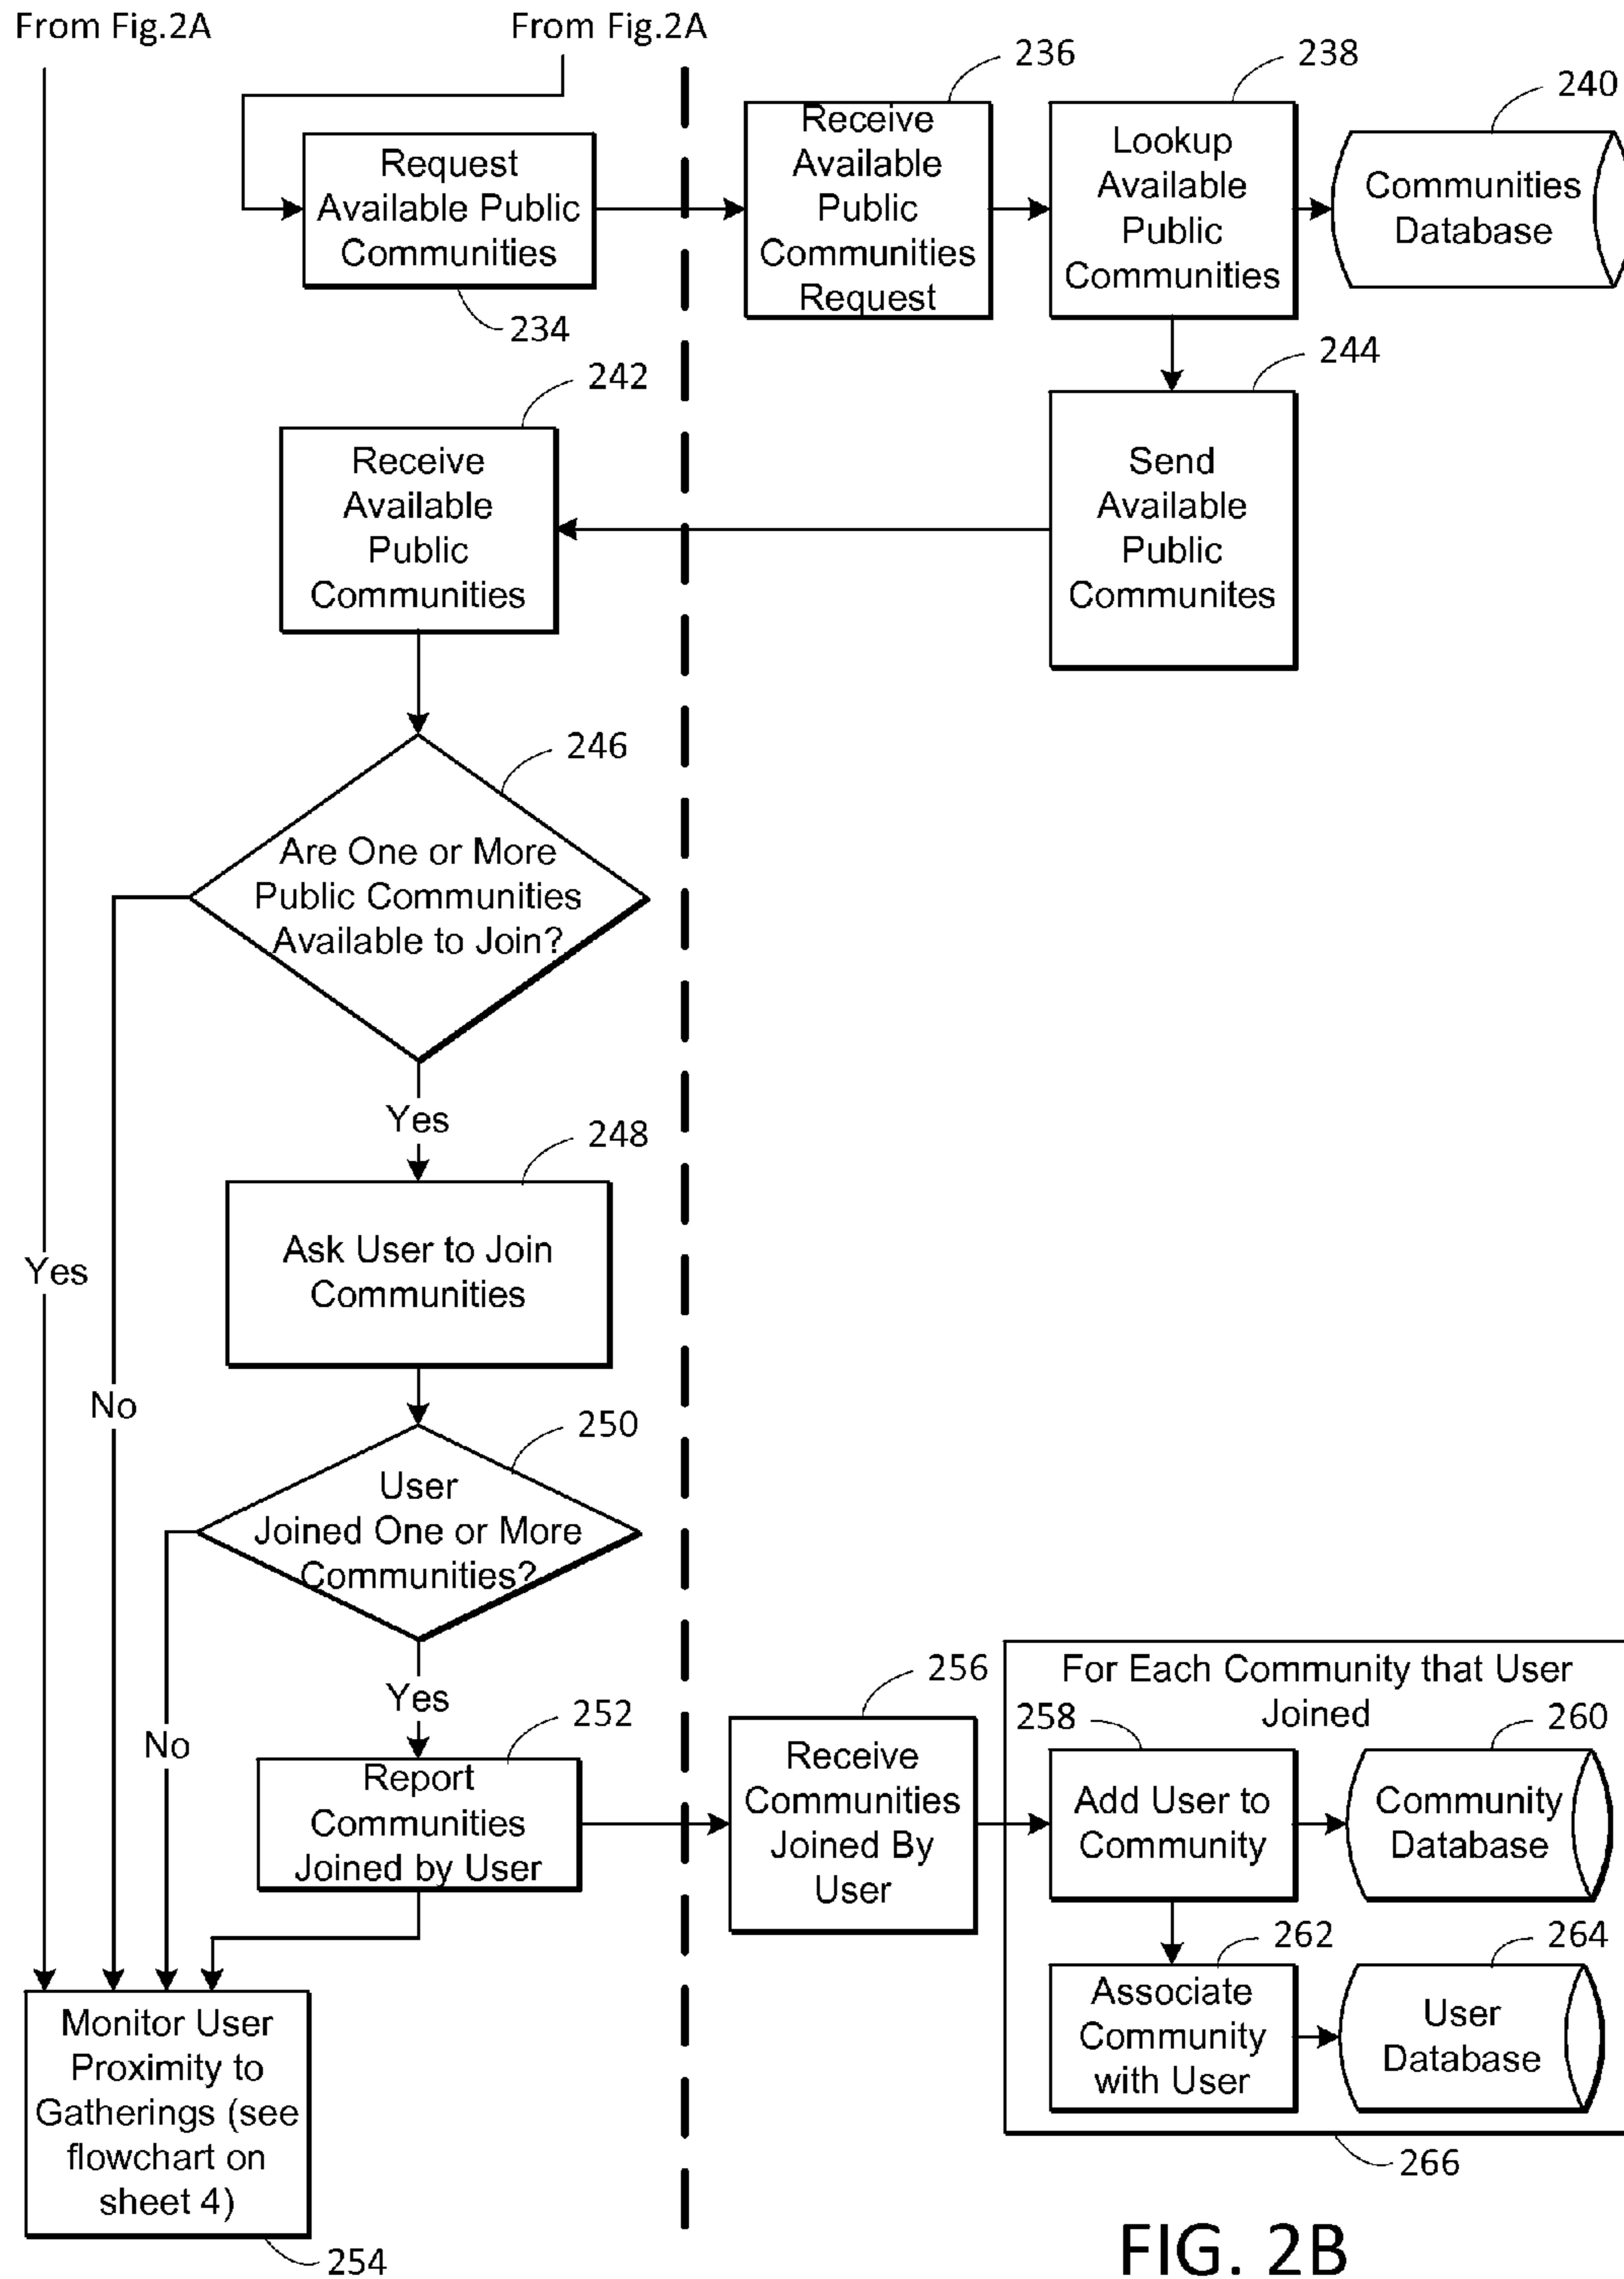 From Fig.2A
From Fig.2A
236
238
240
Request
Available Public
Communities
234
Receive
Available
Public
Communities
Request
Lookup
Available
Public
Communities
Communities
Database
242
244
Receive
Available
Public
Communities
Send
Available
Public
Communites
246
Are One or More
Public Communities
Available to Join?
Yes
248
Ask User to Join
Communities
Yes
No
250
User
Joined One or More
Communities?
Yes
No
252
Report
Communities
Joined by User
256
Receive
Communities
Joined By
User
For Each Community that User
Joined
258
260
Add User to
Community
Community
Database
262
264
Associate
Community
with User
User
Database
266
Monitor User
Proximity to
Gatherings (see
flowchart on
sheet 4)
254
FIG. 2B